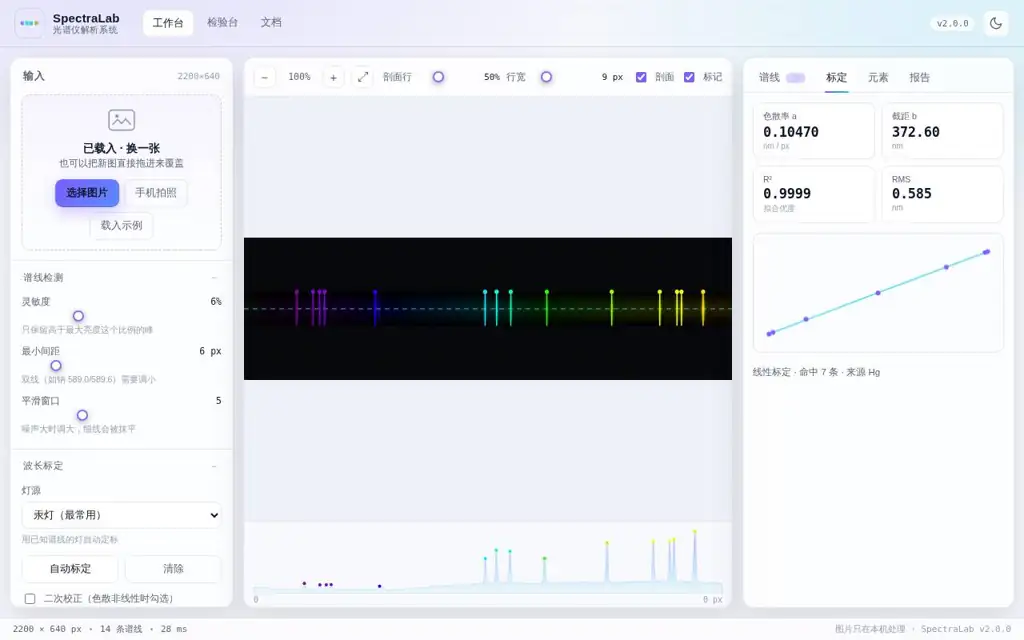 SpectraLab
光谱仪解析系统
工作台
检验台
文档
v2.0.0
输入
2200×640
已载入 · 换一张
也可以把新图直接拖进来覆盖
选择图片
手机拍照
载入示例
谱线检测
−
灵敏度
6%
只保留高于最大亮度这个比例的峰
最小间距
6 px
双线（如钠 589.0/589.6）需要调小
平滑窗口
5
噪声大时调大，细线会被抹平
波长标定
−
灯源
汞灯（最常用）
用已知谱线的灯自动定标
自动标定
清除
二次校正（色散非线性时勾选）
−
100%
+
剖面行
50%
行宽
9 px
剖面
标记
0
0 px
谱线
标定
元素
报告
色散率 a
0.10470
nm / px
截距 b
372.60
nm
R²
0.9999
拟合优度
RMS
0.585
nm
线性标定 · 命中 7 条 · 来源 Hg
2200 × 640 px · 14 条谱线 · 28 ms
图片只在本机处理 · SpectraLab v2.0.0